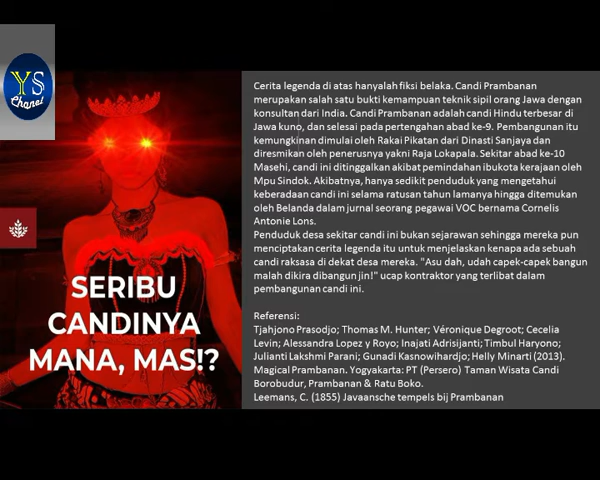 YS
Chanel
SERIBU
CANDINYA
MANA, MAS!?
Cerita legenda di atas hanyalah fiksi belaka. Candi Prambanan
merupakan salah satu bukti kemampuan teknik sipil orang Jawa dengan
konsultan dari India. Candi Prambanan adalah candi Hindu terbesar di
Jawa kuno, dan selesai pada pertengahan abad ke-9. Pembangunan itu
kemungkinan dimulai oleh Rakai Pikatan dari Dinasti Sanjaya dan
diresmikan oleh penerusnya yakni Raja Lokapala. Sekitar abad ke-10
Masehi, candi ini ditinggalkan akibat pemindahan ibukota kerajaan oleh
Mpu Sindok. Akibatnya, hanya sedikit penduduk yang mengetahui
keberadaan candi ini selama ratusan tahun lamanya hingga ditemukan
oleh Belanda dalam jurnal seorang pegawai VOC bernama Cornelis
Antonie Lons.
Penduduk desa sekitar candi ini bukan sejarawan sehingga mereka pun
menciptakan cerita legenda itu untuk menjelaskan kenapa ada sebuah
candi raksasa di dekat desa mereka. "Asu dah, udah capek-capek bangun
malah dikira dibangun jin!" ucap kontraktor yang terlibat dalam
pembangunan candi ini.
Referensi:
Tjahjono Prasodjo; Thomas M. Hunter; Véronique Degroot; Cecelia
Levin; Alessandra Lopez y Royo; Inajati Adrisijanti; Timbul Haryono;
Julianti Lakshmi Parani; Gunadi Kasnowihardjo; Helly Minarti (2013).
Magical Prambanan. Yogyakarta: PT (Persero) Taman Wisata Candi
Borobudur, Prambanan & Ratu Boko.
Leemans, C. (1855) Javaansche tempels bij Prambanan